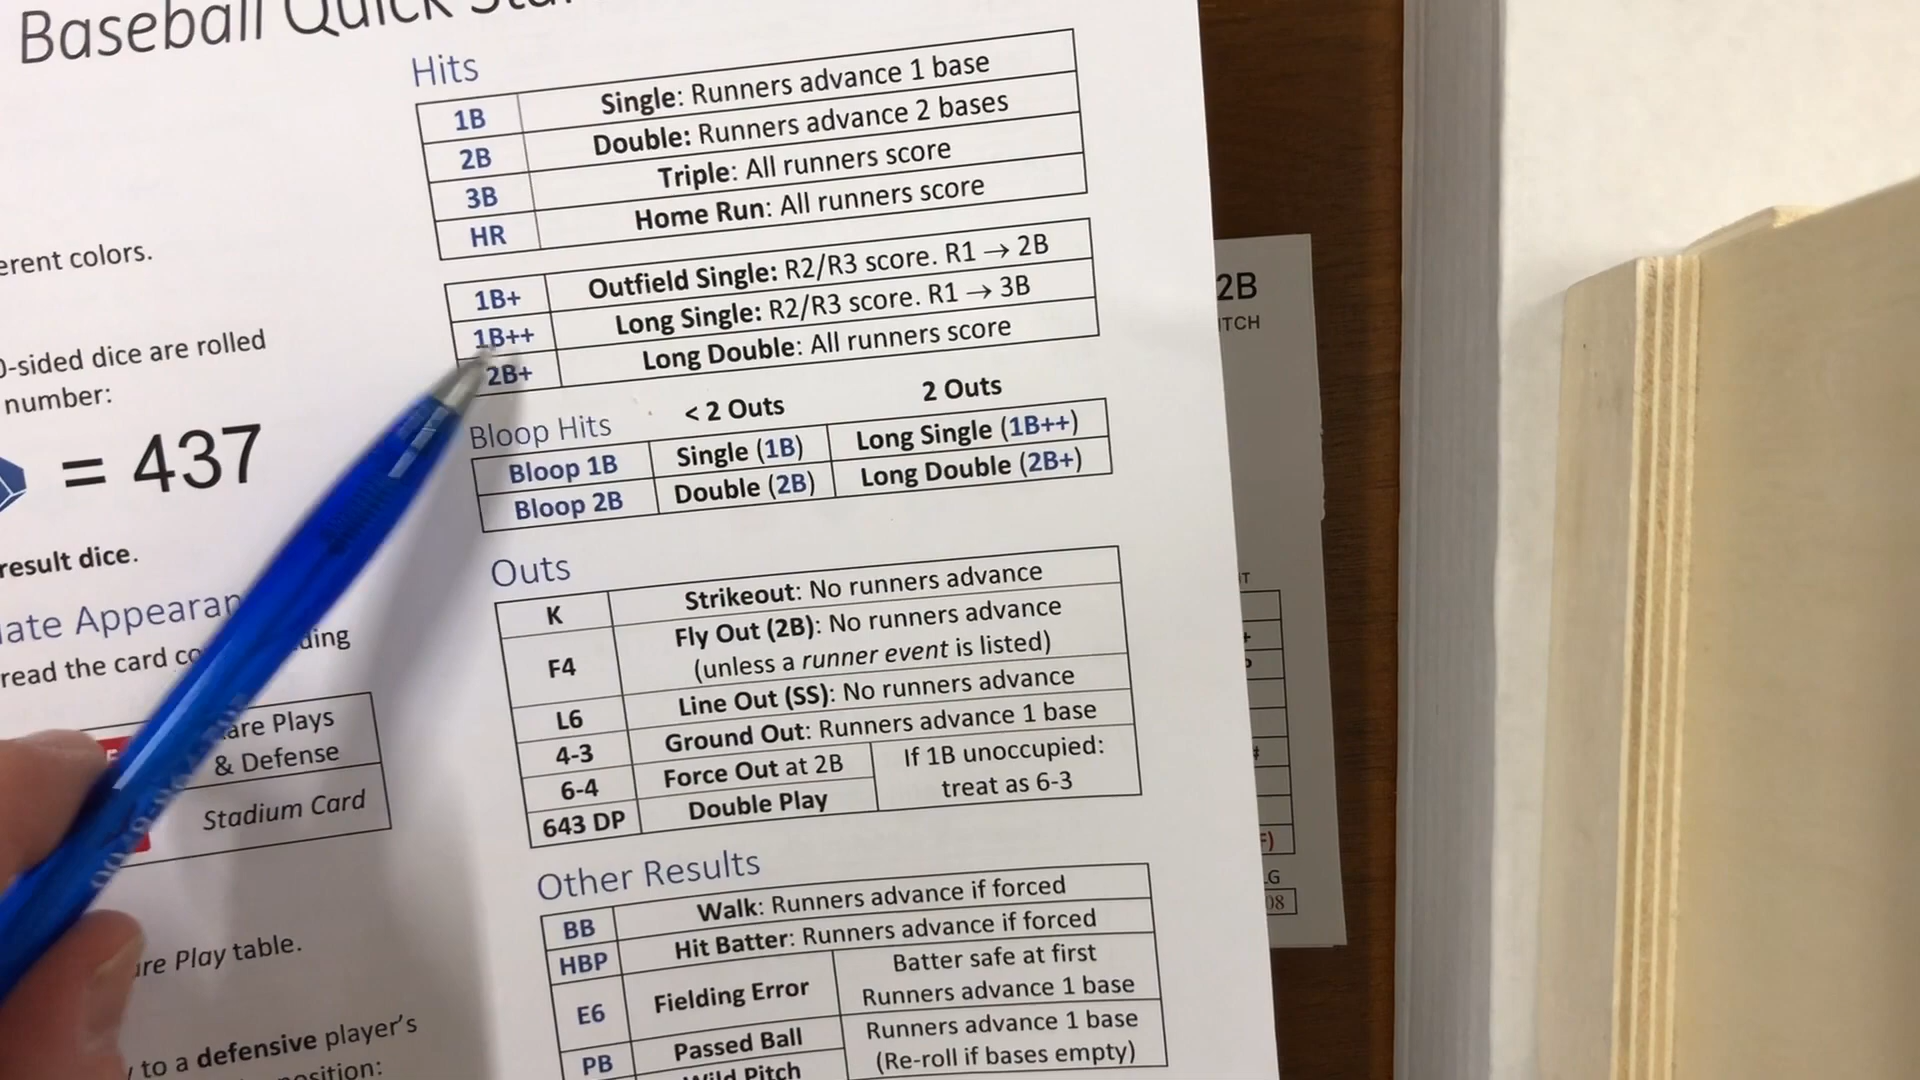 Baseball Quick
Hits
1B Single: Runners advance 1 base
2B Double: Runners advance 2 bases
3B Triple: All runners score
HR Home Run: All runners score
1B+ Outfield Single: R2/R3 score. R1 → 2B
1B++ Long Single: R2/R3 score. R1 → 3B
2B+ Long Double: All runners score
Bloop Hits < 2 Outs 2 Outs
Bloop 1B Single (1B) Long Single (1B++)
Bloop 2B Double (2B) Long Double (2B+)
Outs
K Strikeout: No runners advance
F4 Fly Out (2B): No runners advance
(unless a runner event is listed)
L6 Line Out (SS): No runners advance
4-3 Ground Out: Runners advance 1 base
6-4 Force Out at 2B
643 DP Double Play
If 1B unoccupied:
treat as 6-3
Other Results
BB Walk: Runners advance if forced
HBP Hit Batter: Runners advance if forced
E6 Fielding Error
Batter safe at first
Runners advance 1 base
PB Passed Ball
Wild Pitch
Runners advance 1 base
(Re-roll if bases empty)
erent colors.
0-sided dice are rolled
number:
= 437
result dice.
late Appearan
read the card co ding
are Plays
& Defense
Stadium Card
are Play table.
to a defensive player's
osition:
2B
ITCH
T
+
#
F)
LG
08